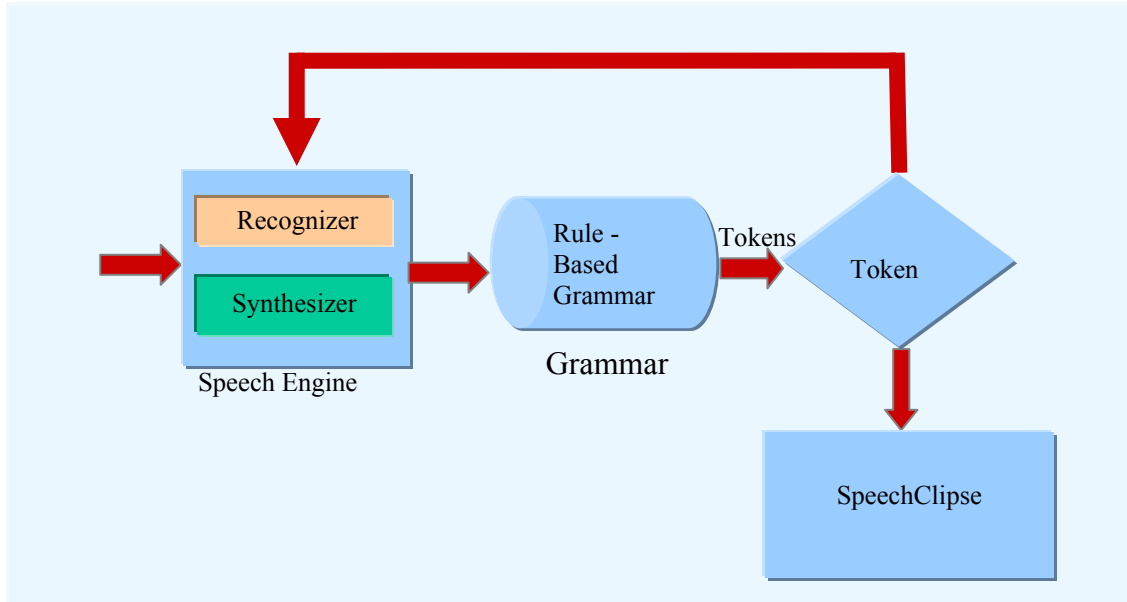 Recognizer
Synthesizer
Speech Engine
Rule -
Based
Grammar
Grammar
Tokens
Token
SpeechClipse